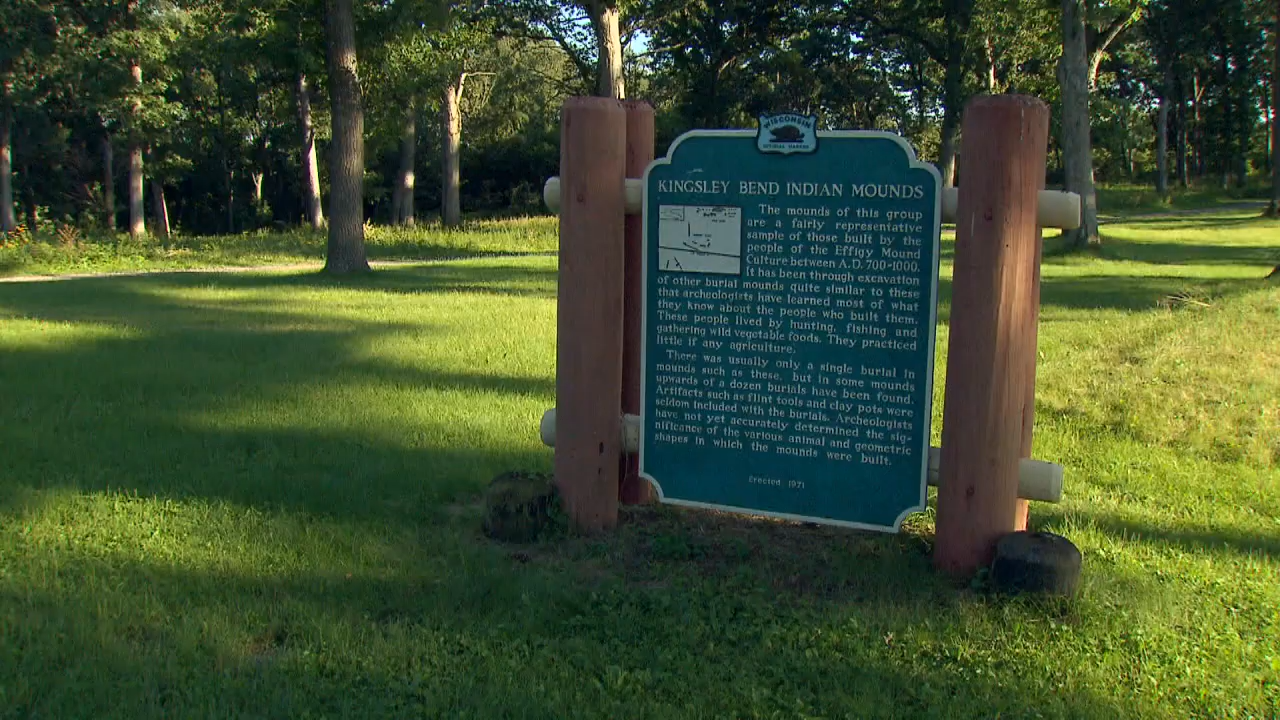 WISCONSIN
OFFICIAL MARKER
KINGSLEY BEND INDIAN MOUNDS
The mounds of this group
are a fairly representative
sample of those built by the
people of the Effigy Mound
Culture between A.D. 700-1000.
It has been through excavation
of other burial mounds quite similar to these
that archeologists have learned most of what
they know about the people who built them.
These people lived by hunting, fishing and
gathering wild vegetable foods. They practiced
little if any agriculture.
There was usually only a single burial in
mounds such as these, but in some mounds
upwards of a dozen burials have been found.
Artifacts such as flint tools and clay pots were
seldom included with the burials. Archeologists
have not yet accurately determined the sig-
nificance of the various animal and geometric
shapes in which the mounds were built.
Erected 1971